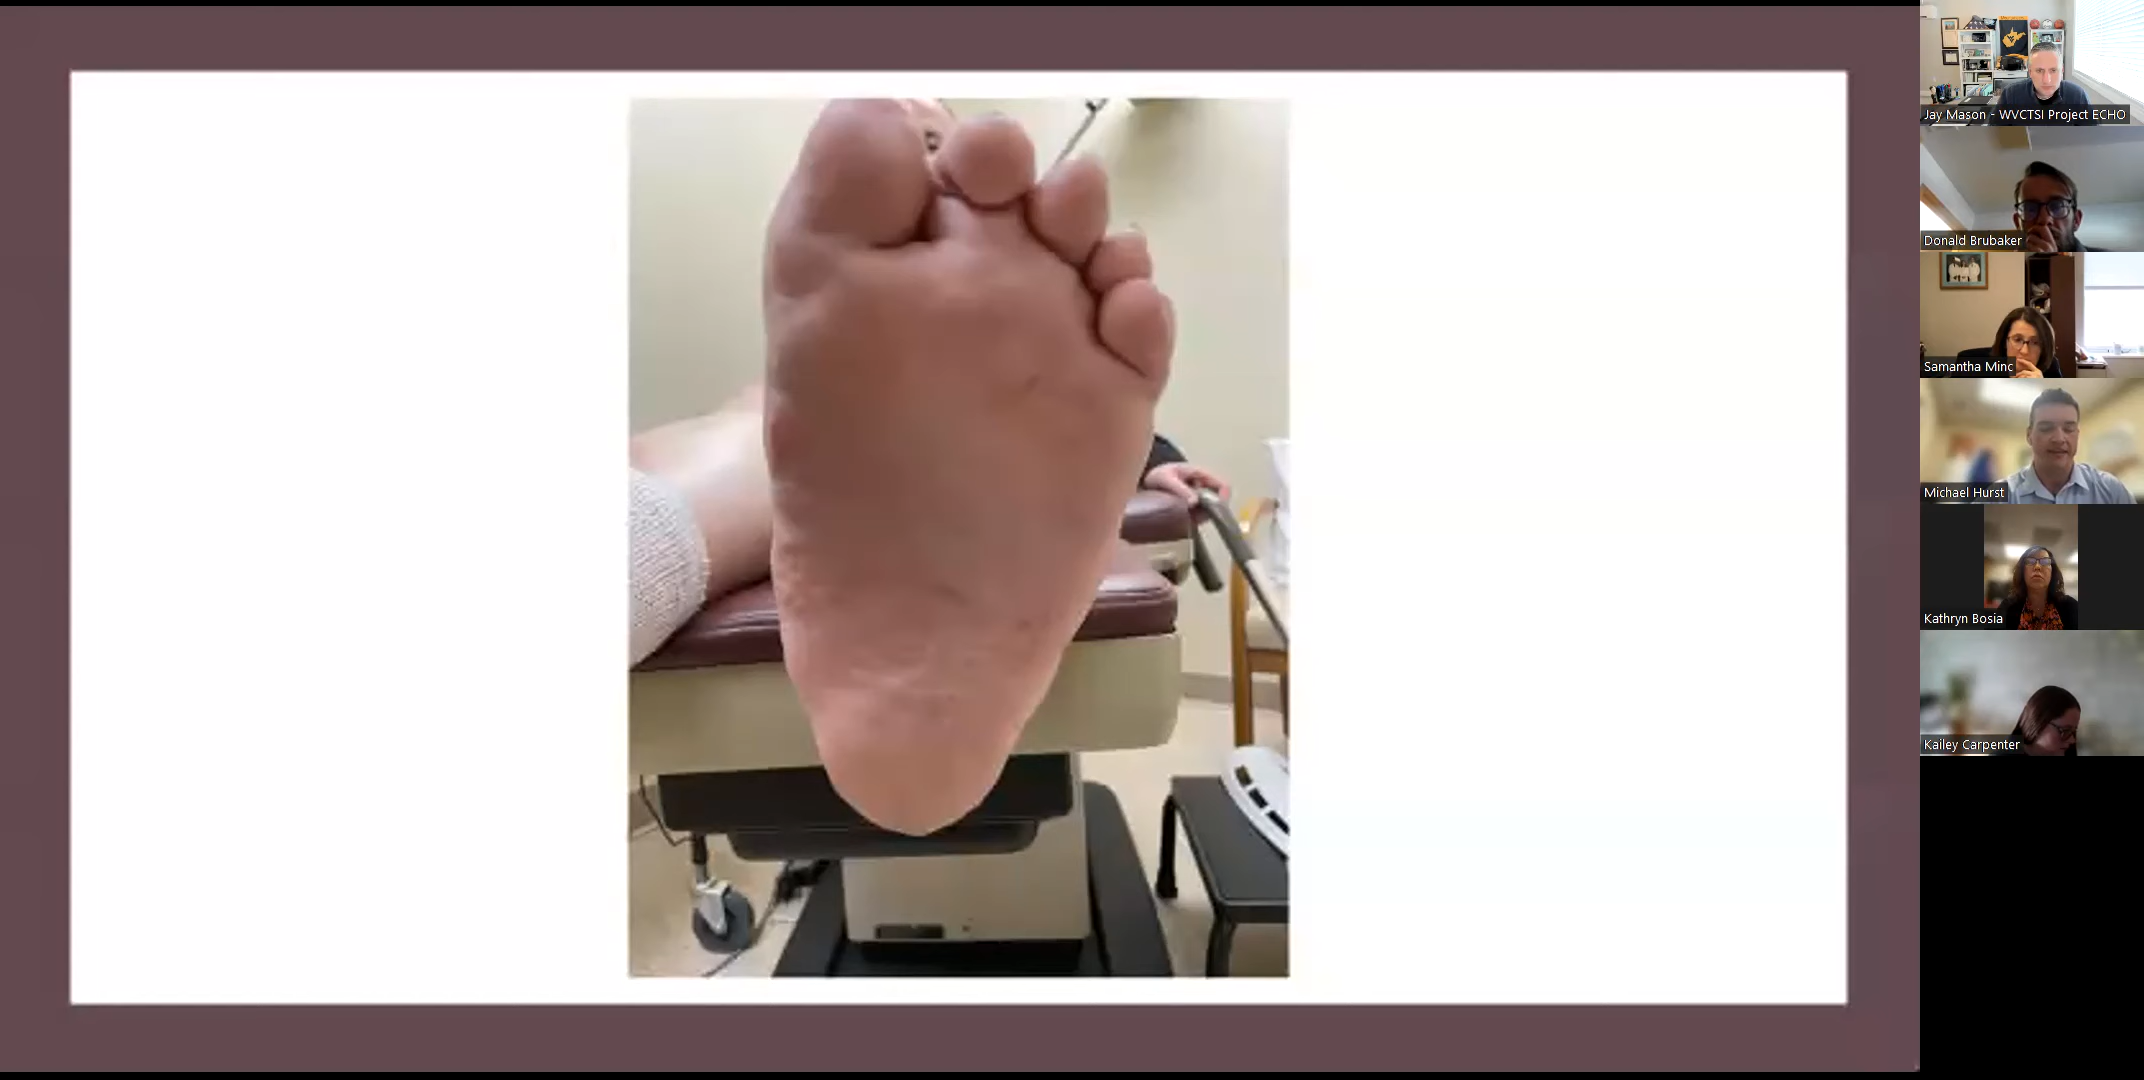 Jay Mason - WVCTSI Project ECHO
Donald Brubaker
Samantha Minc
Michael Hurst
Kathryn Bosia
Kailey Carpenter